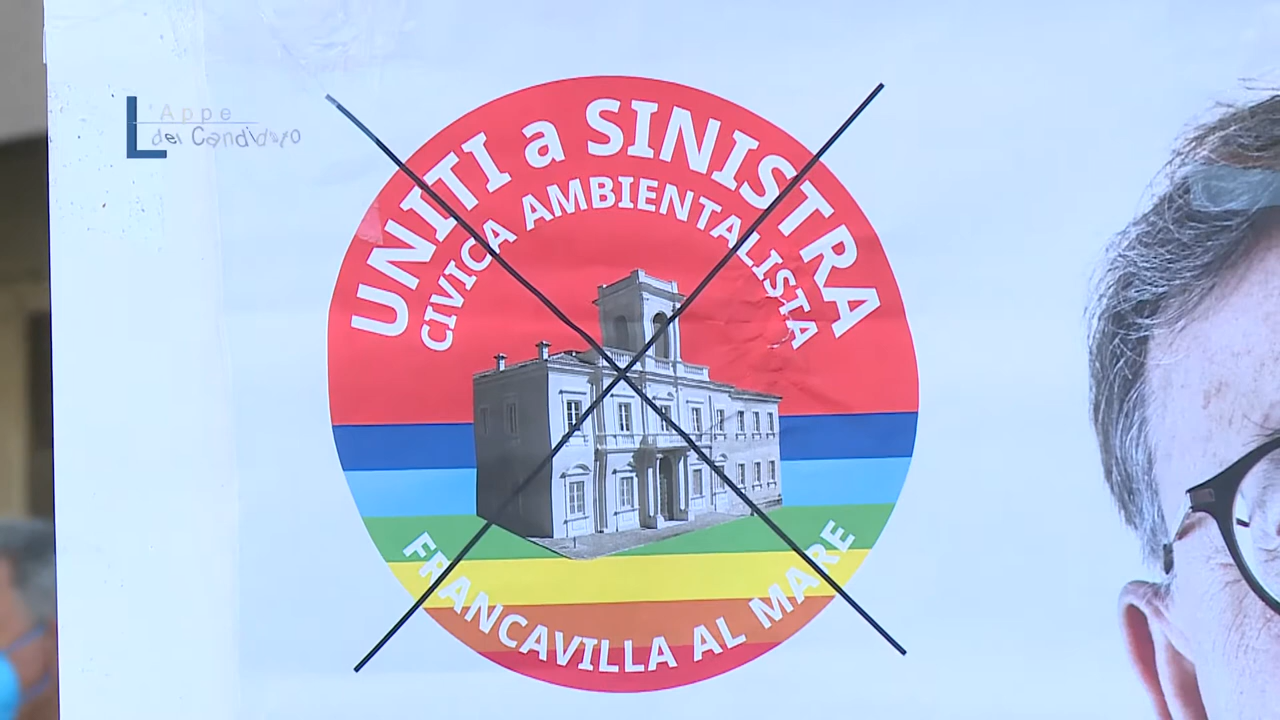 L'Appe
del Candidato
UNITI a SINISTRA
CIVICA AMBIENTALISTA
FRANCAVILLA AL MARE